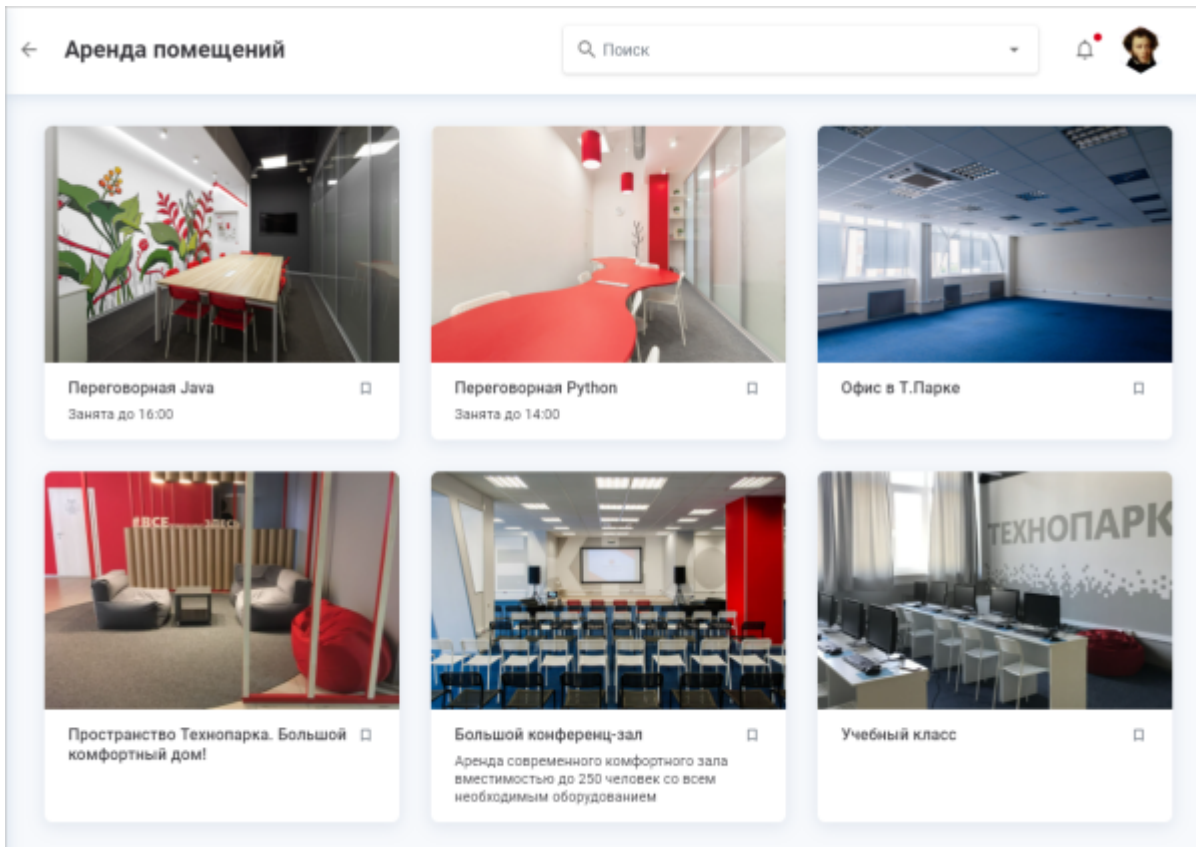 Аренда помещений
Поиск
Переговорная Java
Занята до 16:00
Переговорная Python
Занята до 14:00
Офис в Т.Парке
#ВСЕ ЗДЕСЬ
Пространство Технопарка. Большой
комфортный дом!
Большой конференц-зал
Аренда современного комфортного зала
вместимостью до 250 человек со всем
необходимым оборудованием
ТЕХНОПАРК
Учебный класс